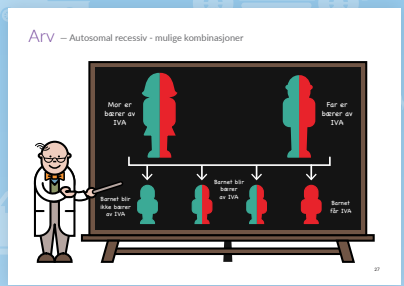 Arv – Autosomal recessiv - mulige kombinasjoner
Mor er
bærer av
IVA
Far er
bærer av
IVA
Barnet blir
ikke bærer
av IVA
Barnet blir
bærer
av IVA
Barnet
får IVA
27